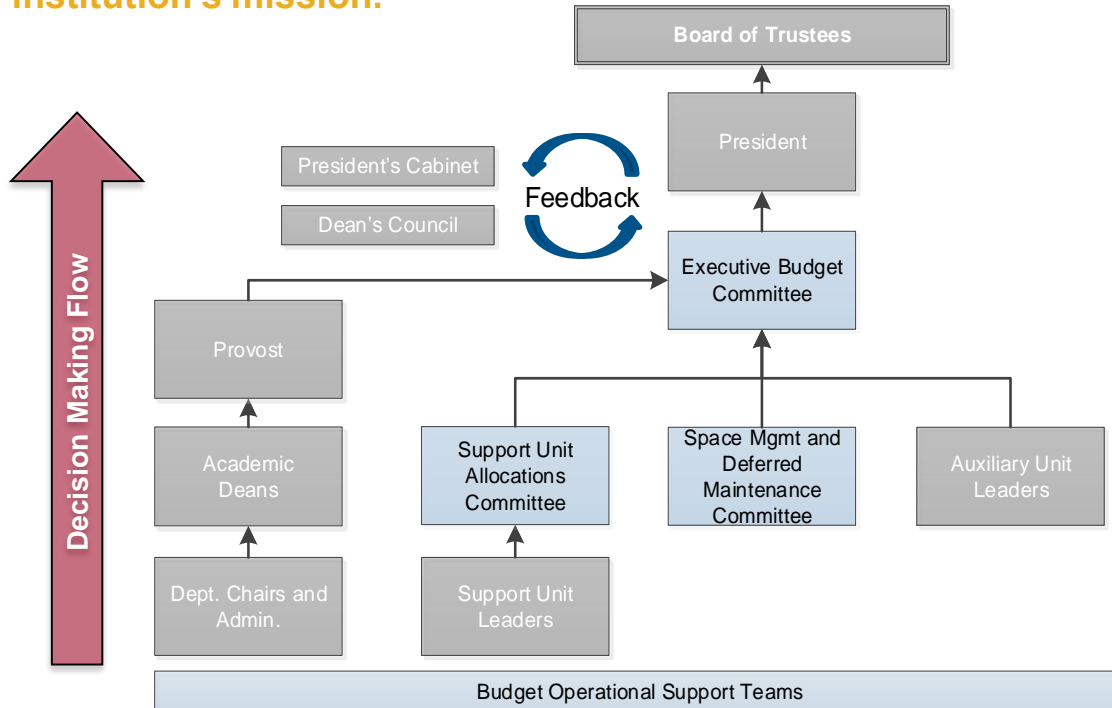 institution's mission.
Board of Trustees
President
President's Cabinet
Feedback
Dean's Council
Decision Making Flow
Executive Budget
Committee
Provost
Academic
Deans
Support Unit
Allocations
Committee
Space Mgmt and
Deferred
Maintenance
Committee
Auxiliary Unit
Leaders
Dept. Chairs and
Admin.
Support Unit
Leaders
Budget Operational Support Teams